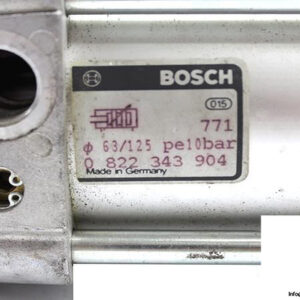 BOSCH
015
771
φ 63/125 pe10bar
0 822 343 904
Made in Germany